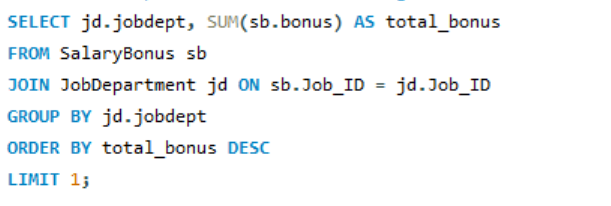 SELECT jd.jobdept, SUM(sb.bonus) AS total_bonus
FROM SalaryBonus sb
JOIN JobDepartment jd ON sb.Job_ID = jd.Job_ID
GROUP BY jd.jobdept
ORDER BY total_bonus DESC
LIMIT 1;